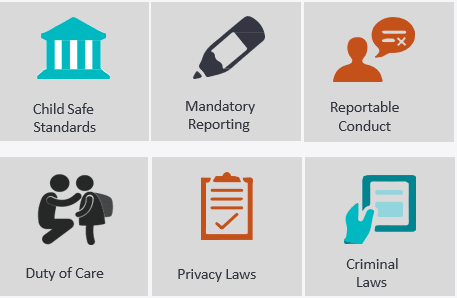 Child Safe
Standards
Mandatory
Reporting
Reportable
Conduct
Duty of Care
Privacy Laws
Criminal
Laws